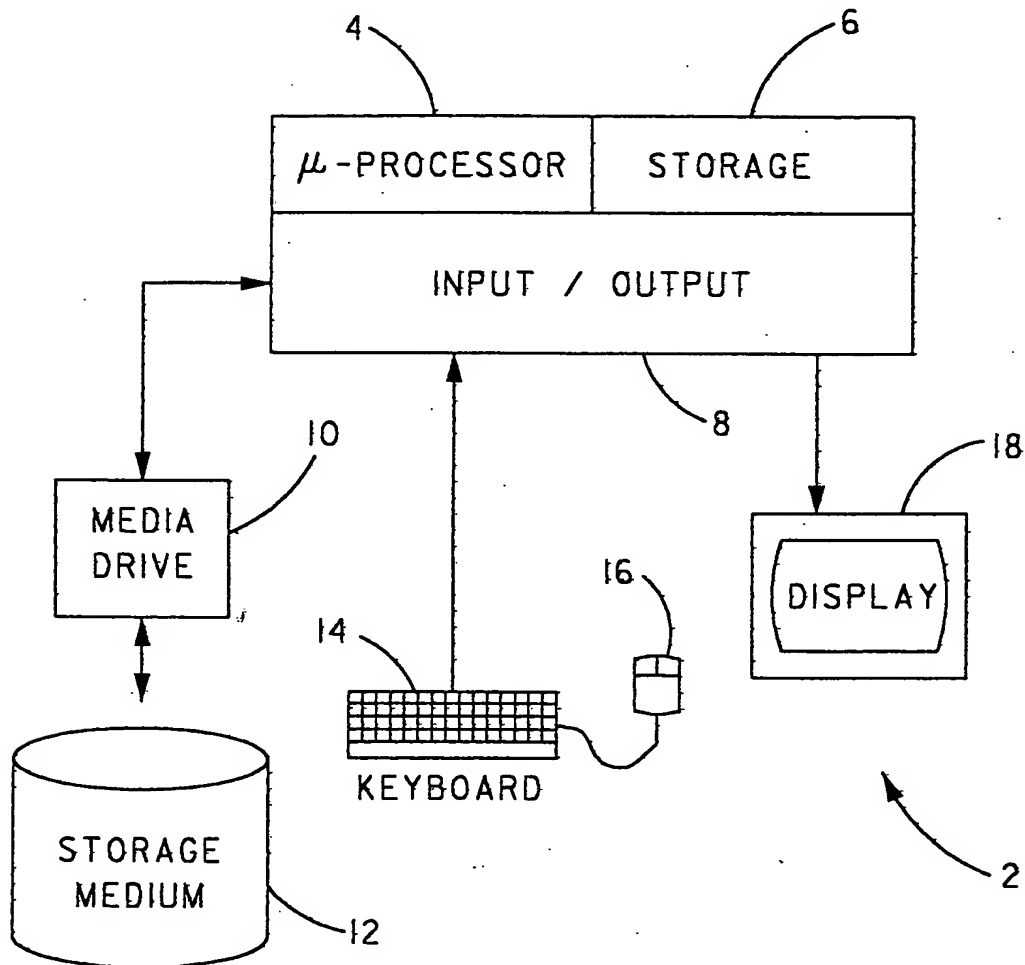 4
6
μ-PROCESSOR
STORAGE
INPUT / OUTPUT
8
10
18
MEDIA
DRIVE
16
DISPLAY
14
KEYBOARD
STORAGE
MEDIUM
2
12